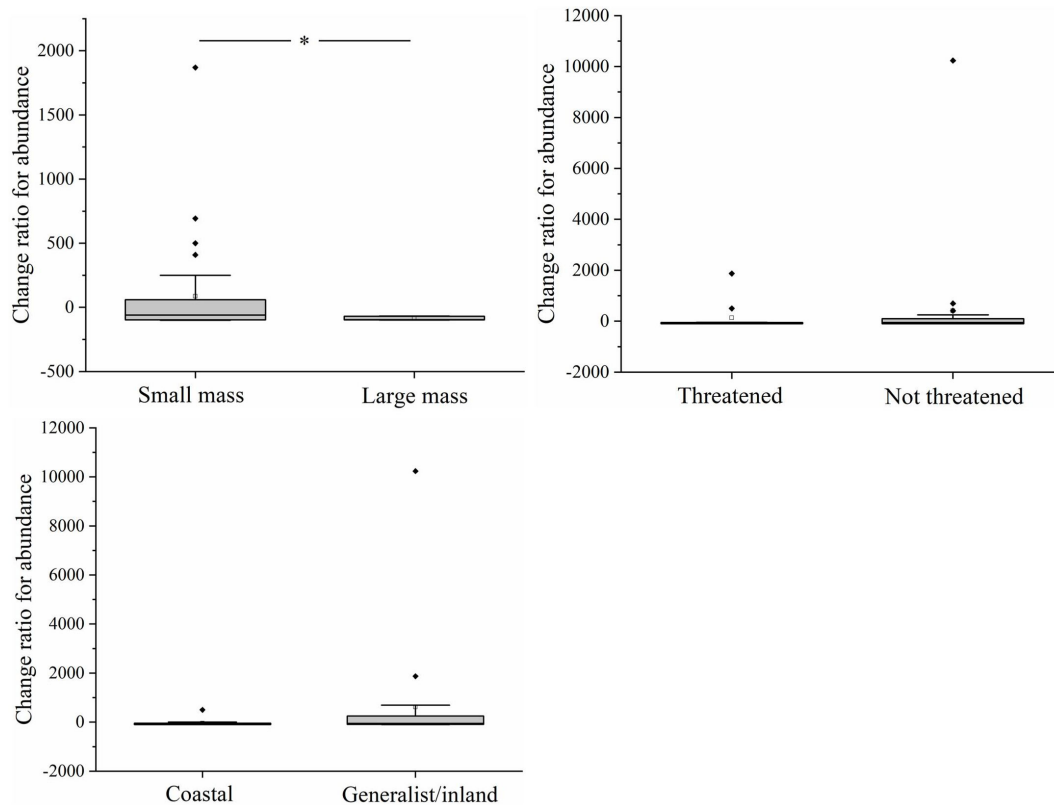 Change ratio for abundance
2000
1500
1000
500
0
-500
*
Small mass
Large mass
Change ratio for abundance
12000
10000
8000
6000
4000
2000
0
-2000
Threatened
Not threatened
Change ratio for abundance
12000
10000
8000
6000
4000
2000
0
-2000
Coastal
Generalist/inland